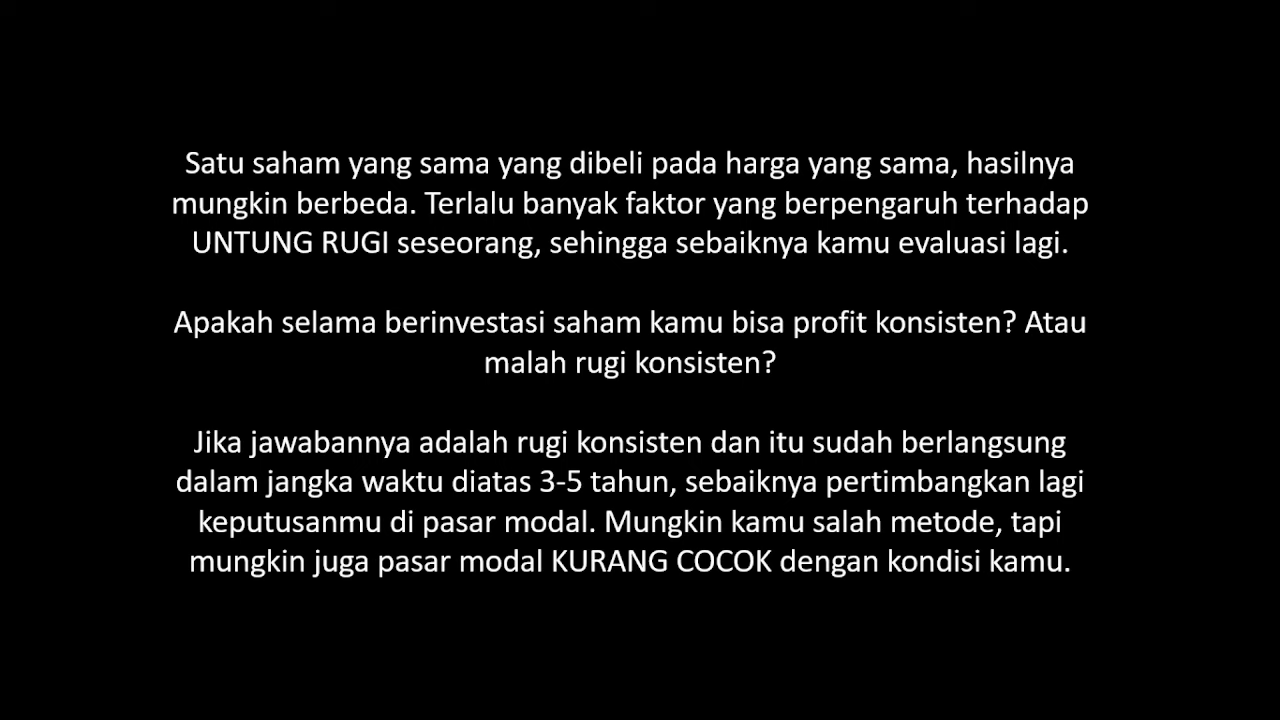 Satu saham yang sama yang dibeli pada harga yang sama, hasilnya
mungkin berbeda. Terlalu banyak faktor yang berpengaruh terhadap
UNTUNG RUGI seseorang, sehingga sebaiknya kamu evaluasi lagi.
Apakah selama berinvestasi saham kamu bisa profit konsisten? Atau
malah rugi konsisten?
Jika jawabannya adalah rugi konsisten dan itu sudah berlangsung
dalam jangka waktu diatas 3-5 tahun, sebaiknya pertimbangkan lagi
keputusanmu di pasar modal. Mungkin kamu salah metode, tapi
mungkin juga pasar modal KURANG COCOK dengan kondisi kamu.